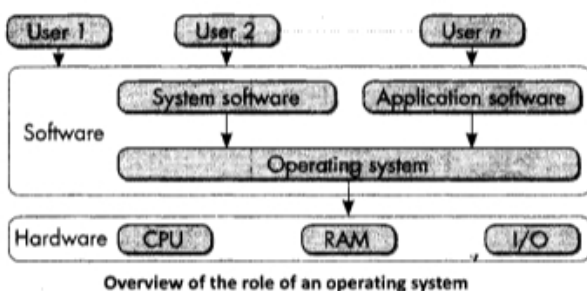 User 1 User 2 User n
System software Application software
Software
Operating system
Hardware CPU RAM I/O
Overview of the role of an operating system